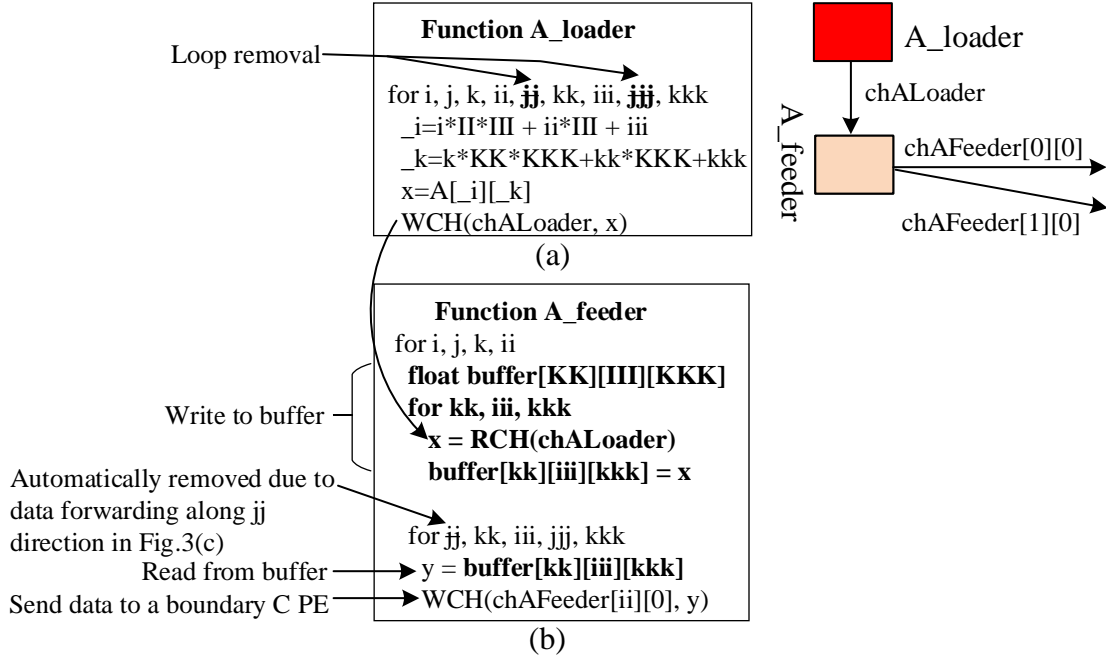 Function A_loader
Loop removal
for i, j, k, ii, jj, kk, iii, jjj, kkk
_i=i*II*III + ii*III + iii
_k=k*KK*KKK+kk*KKK+kkk
x=A[_i][_k]
WCH(chALoader, x)
(a)
A_loader
chALoader
A_feeder
chAFeeder[0][0]
chAFeeder[1][0]
Function A_feeder
for i, j, k, ii
float buffer[KK][III][KKK]
for kk, iii, kkk
Write to buffer
x = RCH(chALoader)
buffer[kk][iii][kkk] = x
Automatically removed due to
data forwarding along jj
direction in Fig.3(c)
for jj, kk, iii, jjj, kkk
Read from buffer
y = buffer[kk][iii][kkk]
Send data to a boundary C PE
WCH(chAFeeder[ii][0], y)
(b)